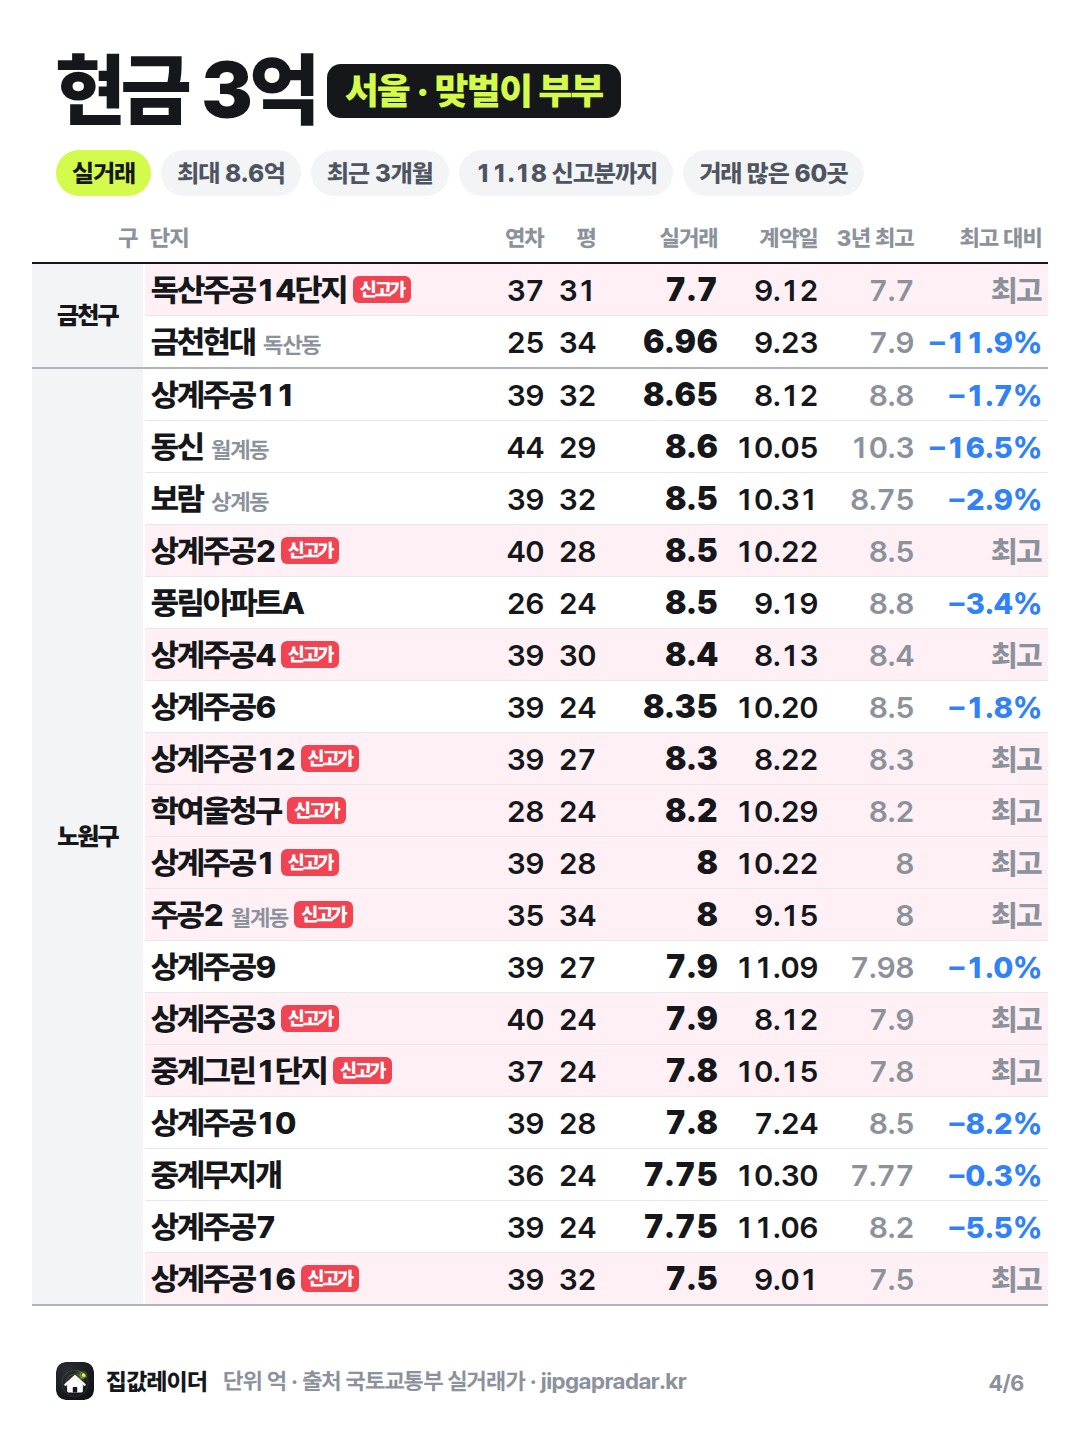 현금 3억 서울 · 맞벌이 부부
실거래 최대 8.6억 최근 3개월 11.18 신고분까지 거래 많은 60곳
구 단지 연차 평 실거래 계약일 3년 최고 최고 대비
금천구
독산주공14단지 신고가 37 31 7.7 9.12 7.7 최고
금천현대 독산동 25 34 6.96 9.23 7.9 −11.9%
노원구
상계주공11 39 32 8.65 8.12 8.8 −1.7%
동신 월계동 44 29 8.6 10.05 10.3 −16.5%
보람 상계동 39 32 8.5 10.31 8.75 −2.9%
상계주공2 신고가 40 28 8.5 10.22 8.5 최고
풍림아파트A 26 24 8.5 9.19 8.8 −3.4%
상계주공4 신고가 39 30 8.4 8.13 8.4 최고
상계주공6 39 24 8.35 10.20 8.5 −1.8%
상계주공12 신고가 39 27 8.3 8.22 8.3 최고
학여울청구 신고가 28 24 8.2 10.29 8.2 최고
상계주공1 신고가 39 28 8 10.22 8 최고
주공2 월계동 신고가 35 34 8 9.15 8 최고
상계주공9 39 27 7.9 11.09 7.98 −1.0%
상계주공3 신고가 40 24 7.9 8.12 7.9 최고
중계그린1단지 신고가 37 24 7.8 10.15 7.8 최고
상계주공10 39 28 7.8 7.24 8.5 −8.2%
중계무지개 36 24 7.75 10.30 7.77 −0.3%
상계주공7 39 24 7.75 11.06 8.2 −5.5%
상계주공16 신고가 39 32 7.5 9.01 7.5 최고
집값레이더 단위 억 · 출처 국토교통부 실거래가 · jipgapradar.kr 4/6